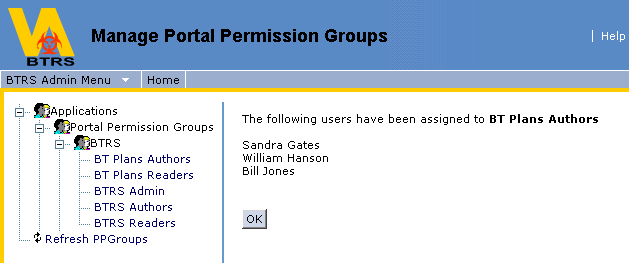 VA
BTRS
Manage Portal Permission Groups
| Help
BTRS Admin Menu
Home
Applications
Portal Permission Groups
BTRS
BT Plans Authors
BT Plans Readers
BTRS Admin
BTRS Authors
BTRS Readers
Refresh PPGroups
The following users have been assigned to BT Plans Authors
Sandra Gates
William Hanson
Bill Jones
OK